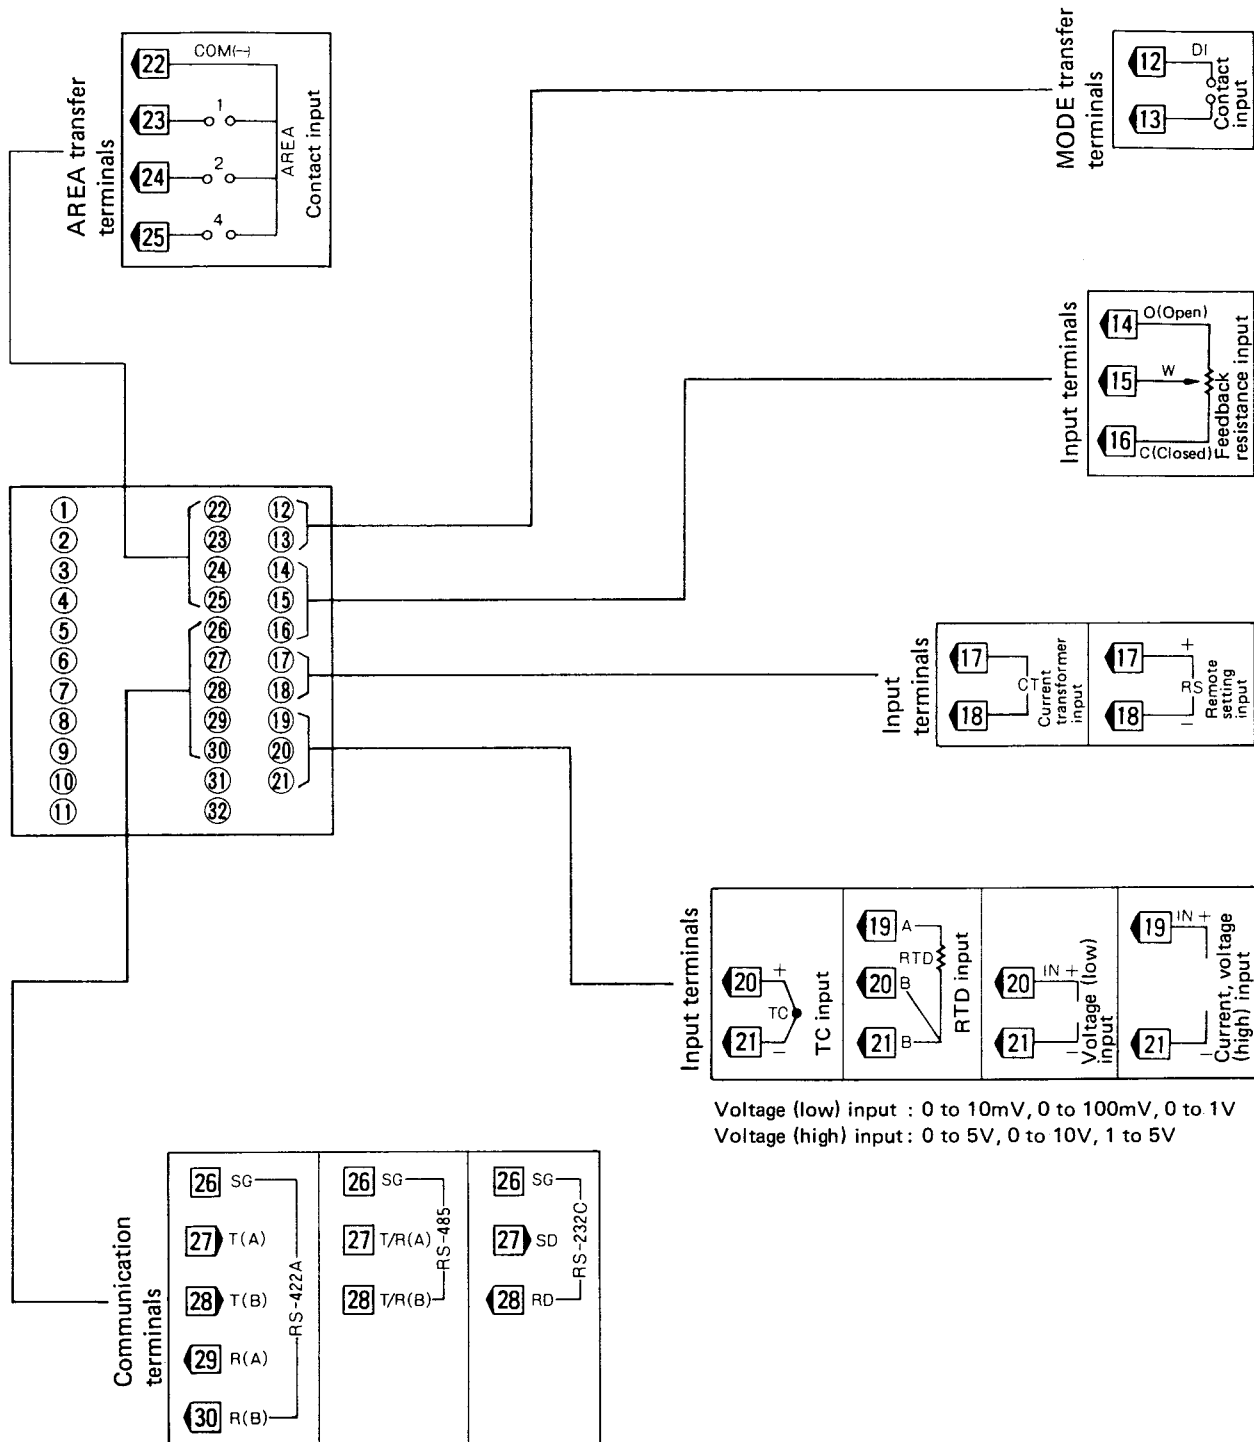 AREA transfer
terminals
22 COM(−)
23 1
24 2
25 4
AREA
Contact input
MODE transfer
terminals
12 DI
13
Contact
input
Input terminals
14 O(Open)
15 W
16 C(Closed)
Feedback
resistance input
1
2
3
4
5
6
7
8
9
10
11
22
23
24
25
26
27
28
29
30
31
32
12
13
14
15
16
17
18
19
20
21
Input
terminals
17
18
CT
Current
transformer
input
17 +
18 −
RS
Remote
setting
input
Input terminals
20 +
TC
21 −
TC input
19 A
RTD
20 B
21 B
RTD input
20 IN +
21 −
Voltage (low)
input
19 IN +
21 −
Current, voltage
(high) input
Voltage (low) input : 0 to 10mV, 0 to 100mV, 0 to 1V
Voltage (high) input : 0 to 5V, 0 to 10V, 1 to 5V
Communication
terminals
26 SG
27 T(A)
28 T(B)
29 R(A)
30 R(B)
RS-422A
26 SG
27 T/R(A)
28 T/R(B)
RS-485
26 SG
27 SD
28 RD
RS-232C